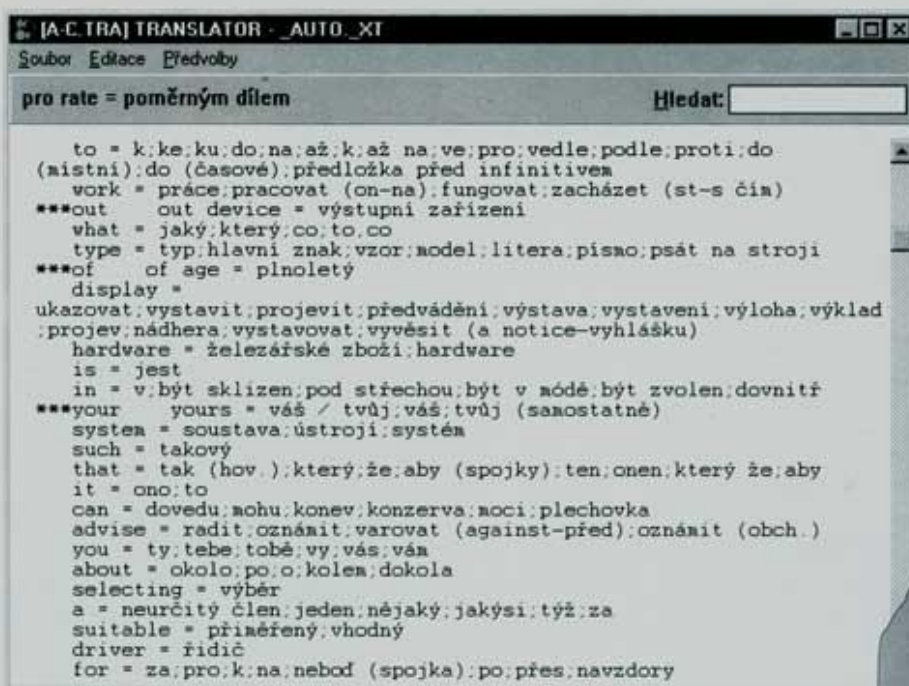 [A-C.TRA] TRANSLATOR - _AUTO._XT
Soubor Editace Předvolby
pro rate = poměrným dílem Hledat:
to = k;ke;ku;do;na;až;k;až na;ve;pro;vedle;podle;proti;do
(místní);do (časové);předložka před infinitivem
work = práce;pracovat (on-na);fungovat;zacházet (st-s čím)
***out out device = výstupní zařízení
what = jaký;který;co;to,co
type = typ;hlavní znak;vzor;model;litera;písmo;psát na stroji
***of of age = plnoletý
display =
ukazovat;vystavit;projevit;předvádění;výstava;vystavení;výloha;výklad
;projev;nádhera;vystavovat;vyvěsit (a notice-vyhlášku)
hardware = železářské zboží;hardware
is = jest
in = v;být sklizen;pod střechou;být v módě;být zvolen;dovnitř
***your yours = váš / tvůj;váš;tvůj (samostatně)
system = soustava;ústrojí;systém
such = takový
that = tak (hov.);který;že;aby (spojky);ten;onen;který že;aby
it = ono;to
can = dovedu;mohu;konev;konzerva;moci;plechovka
advise = radit;oznámit;varovat (against-před);oznámit (obch.)
you = ty;tebe;tobě;vy;vás;vám
about = okolo;po;o;kolem;dokola
selecting = výběr
a = neurčitý člen;jeden;nějaký;jakýsi;týž;za
suitable = přiměřený;vhodný
driver = řidič
for = za;pro;k;na;neboď (spojka);po;přes;navzdory